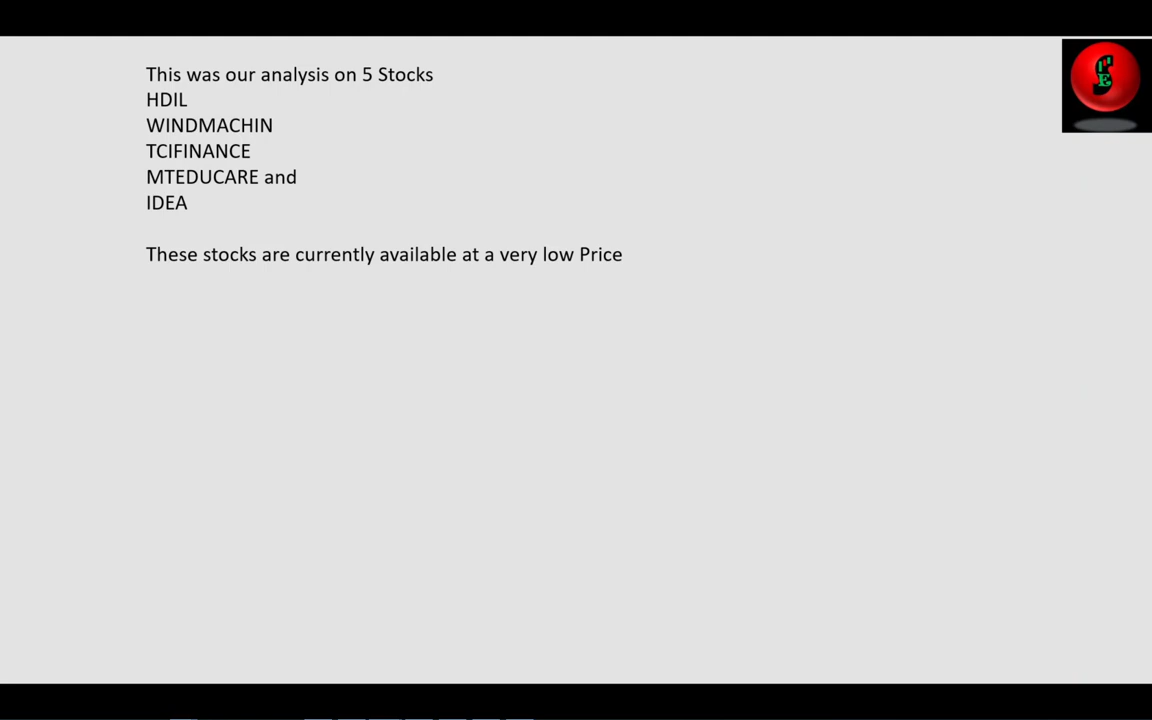 This was our analysis on 5 Stocks
HDIL
WINDMACHIN
TCIFINANCE
MTEDUCARE and
IDEA
These stocks are currently available at a very low Price